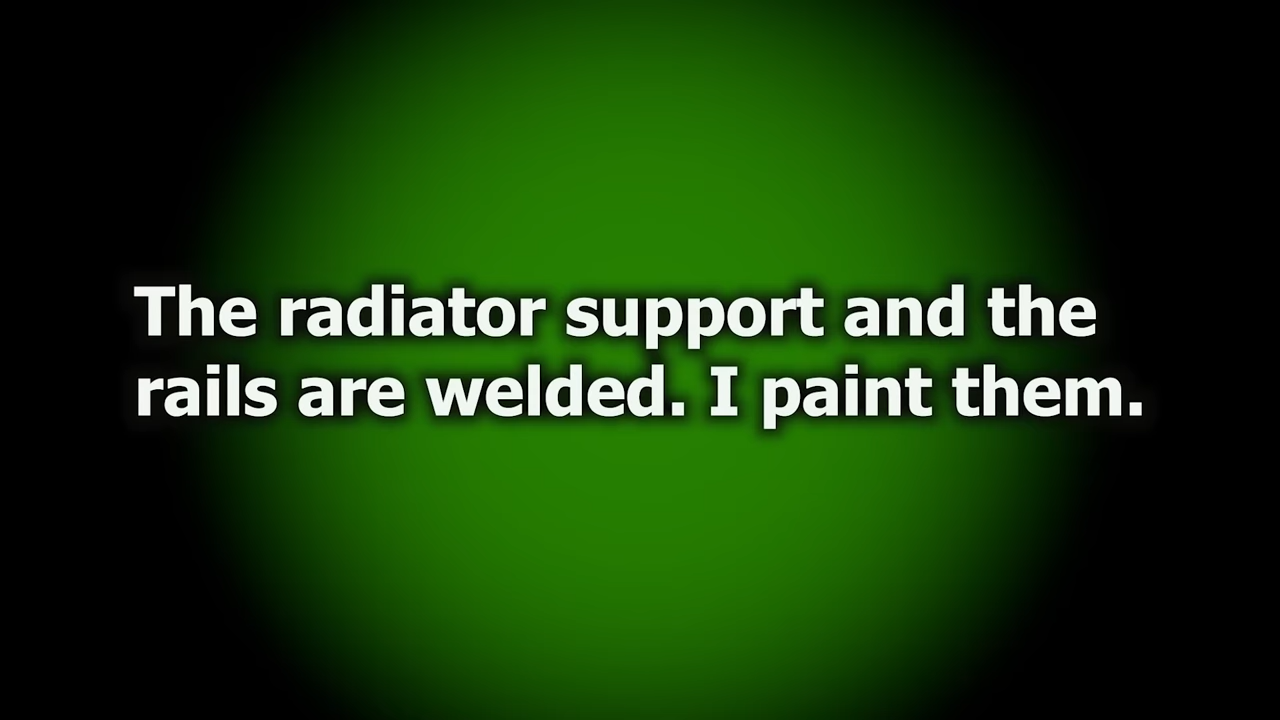 The radiator support and the
rails are welded. I paint them.